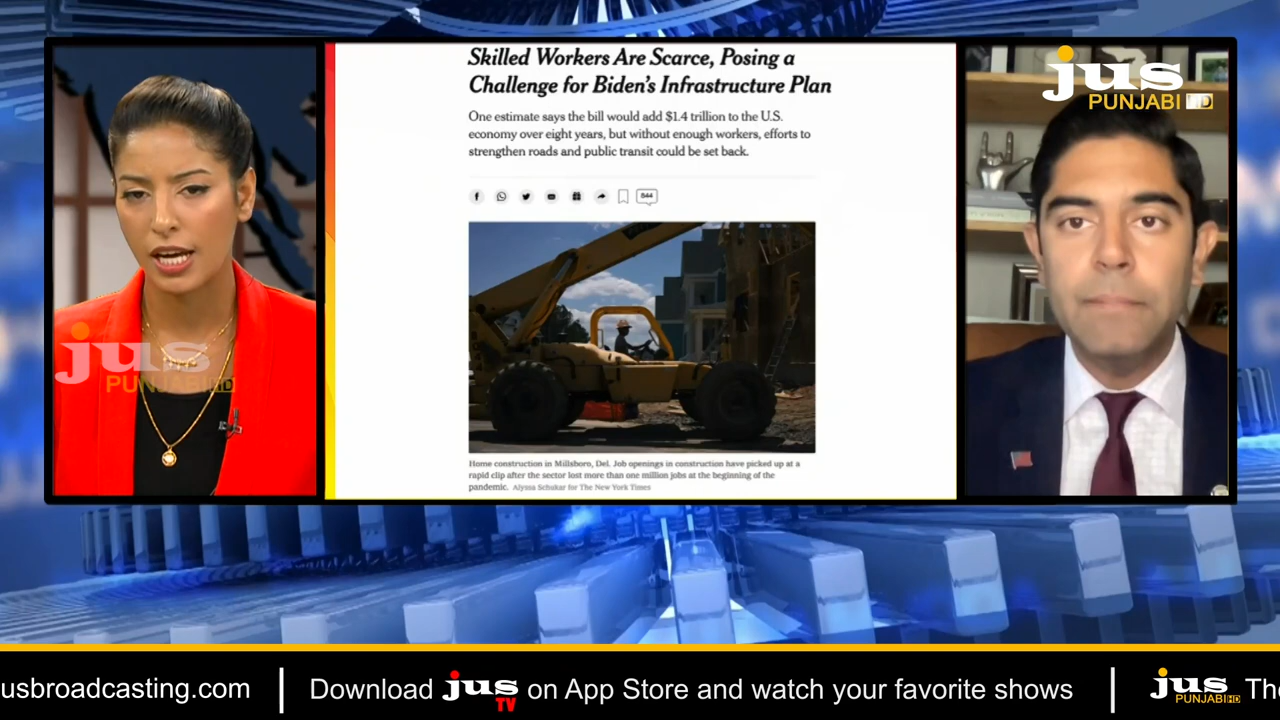 Skilled Workers Are Scarce, Posing a
Challenge for Biden's Infrastructure Plan
One estimate says the bill would add $1.4 trillion to the U.S.
economy over eight years, but without enough workers, efforts to
strengthen roads and public transit could be set back.
844
Home construction in Millsboro, Del. Job openings in construction have picked up at a
rapid clip after the sector lost more than one million jobs at the beginning of the
pandemic. Alyssa Schukar for The New York Times
jus
PUNJABI HD
jus
PUNJABI HD
usbroadcasting.com | Download jus TV on App Store and watch your favorite shows | jus PUNJABI HD The